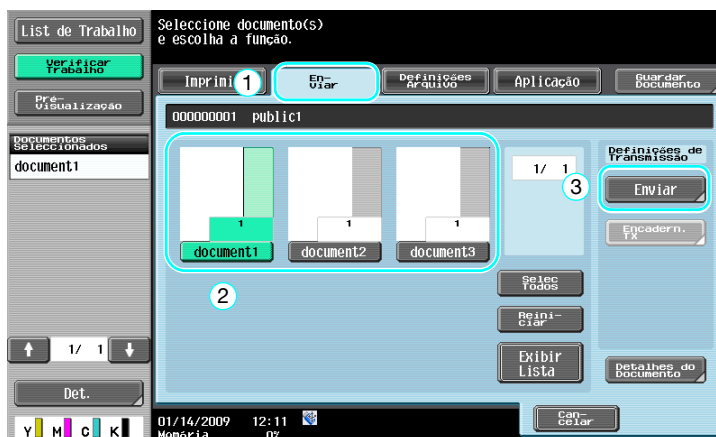 List de Trabalho
Verificar
Trabalho
Pré-
visualização
Documentos
Seleccionados
document1
1/ 1
Det.
Y M C K
Seleccione documento(s)
e escolha a função.
Imprimi
1
En-
viar
Definições
Arquivo
Aplicação
Guardar
Documento
000000001 public1
1
document1
1
document2
1
document3
2
1/ 1
3
Selec
Todos
Reini-
ciar
Exibir
Lista
Definições de
Transmissão
Enviar
Encadern.
TX
Detalhes do
Documento
01/14/2009 12:11
Memória 0%
Can-
celar